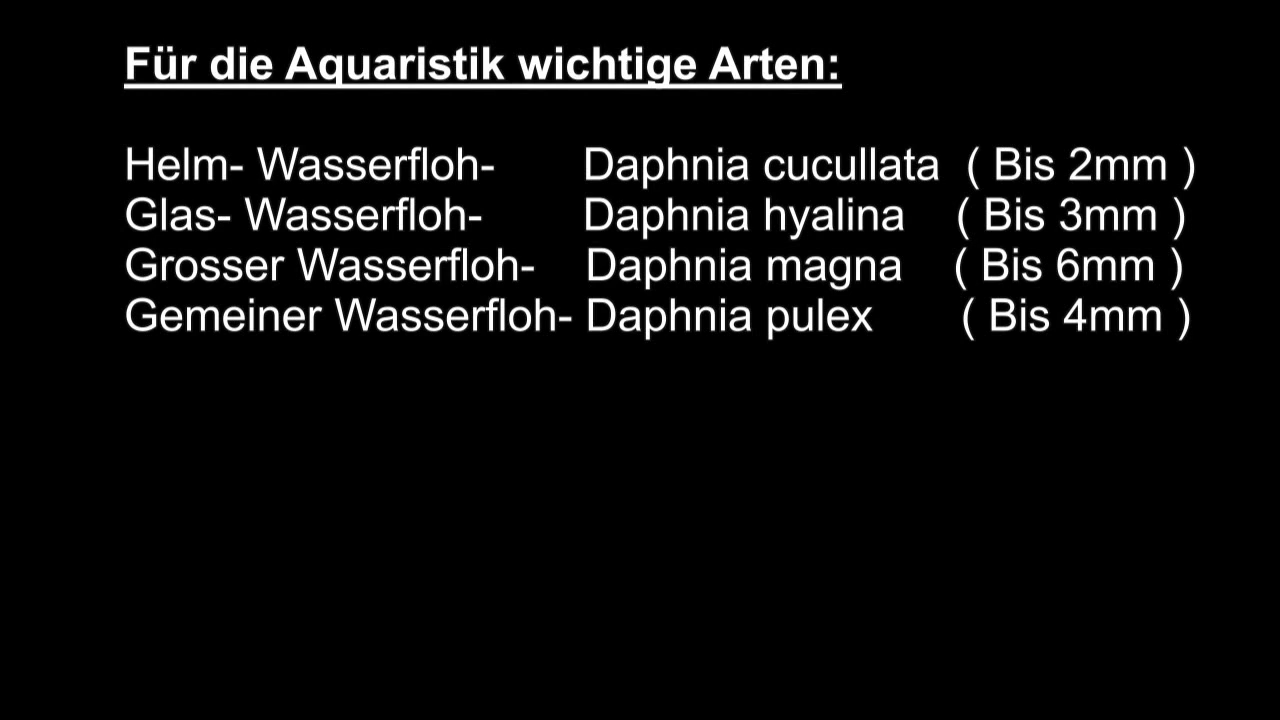 Für die Aquaristik wichtige Arten:
Helm- Wasserfloh- Daphnia cucullata ( Bis 2mm )
Glas- Wasserfloh- Daphnia hyalina ( Bis 3mm )
Grosser Wasserfloh- Daphnia magna ( Bis 6mm )
Gemeiner Wasserfloh- Daphnia pulex ( Bis 4mm )